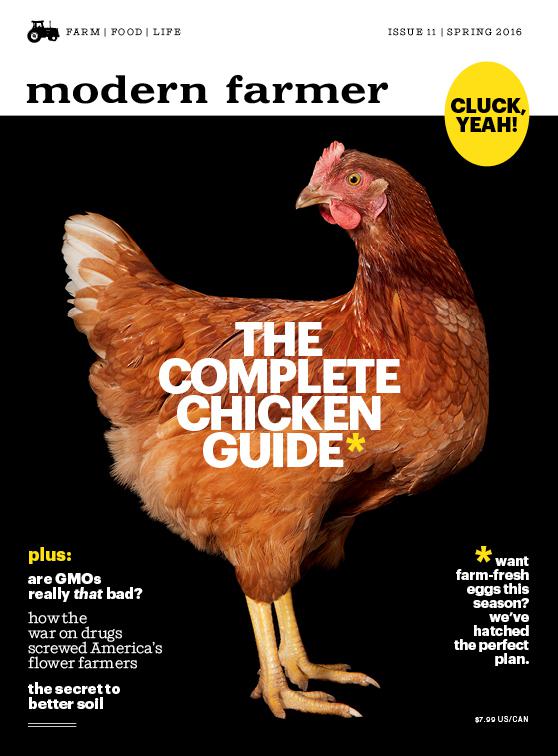 FARM | FOOD | LIFE
ISSUE 11 | SPRING 2016
modern farmer
CLUCK,
YEAH!
THE
COMPLETE
CHICKEN
GUIDE*
plus:
are GMOs
really that bad?
how the
war on drugs
screwed America's
flower farmers
the secret to
better soil
* want
farm-fresh
eggs this
season?
we've
hatched
the perfect
plan.
$7.99 US/CAN